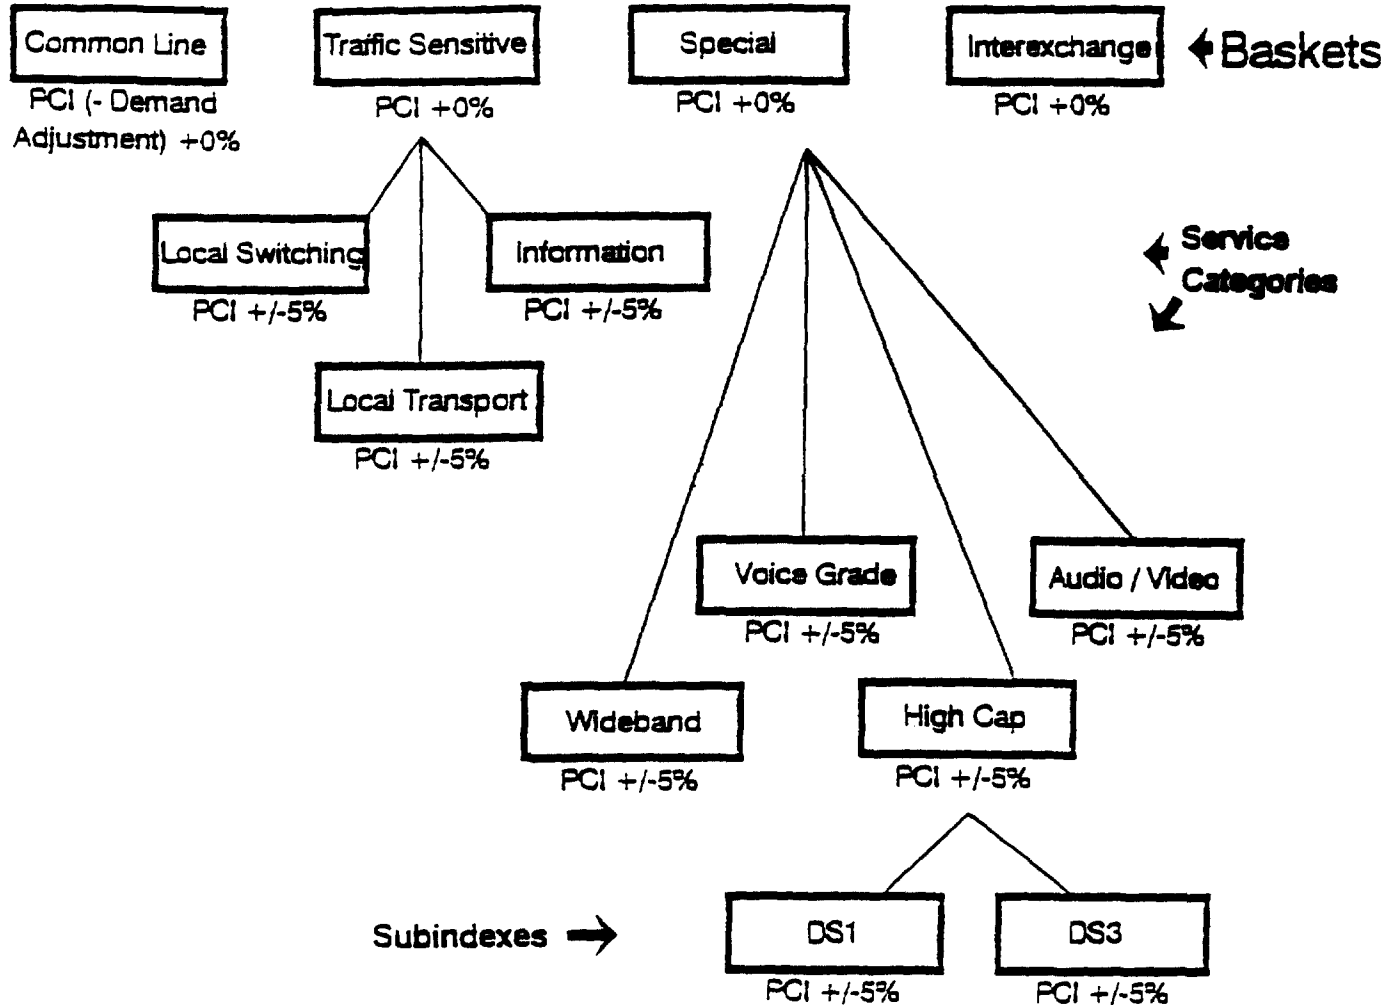 Common Line
Traffic Sensitive
Special
Interexchange
Baskets
PCI (- Demand
Adjustment) +0%
PCI +0%
PCI +0%
PCI +0%
Local Switching
Information
Service
Categories
PCI +/-5%
PCI +/-5%
Local Transport
PCI +/-5%
Voice Grade
Audio / Video
PCI +/-5%
PCI +/-5%
Wideband
High Cap
PCI +/-5%
PCI +/-5%
Subindexes
DS1
DS3
PCI +/-5%
PCI +/-5%